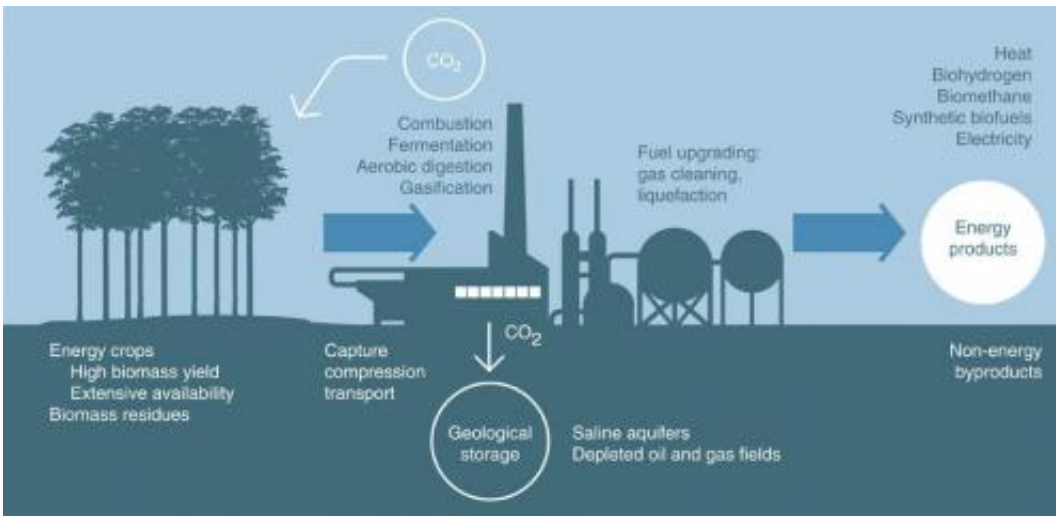 CO₂
Combustion
Fermentation
Aerobic digestion
Gasification
Fuel upgrading:
gas cleaning,
liquefaction
Heat
Biohydrogen
Biomethane
Synthetic biofuels
Electricity
Energy
products
Energy crops
High biomass yield
Extensive availability
Biomass residues
Capture
compression
transport
CO₂
Geological
storage
Saline aquifers
Depleted oil and gas fields
Non-energy
byproducts